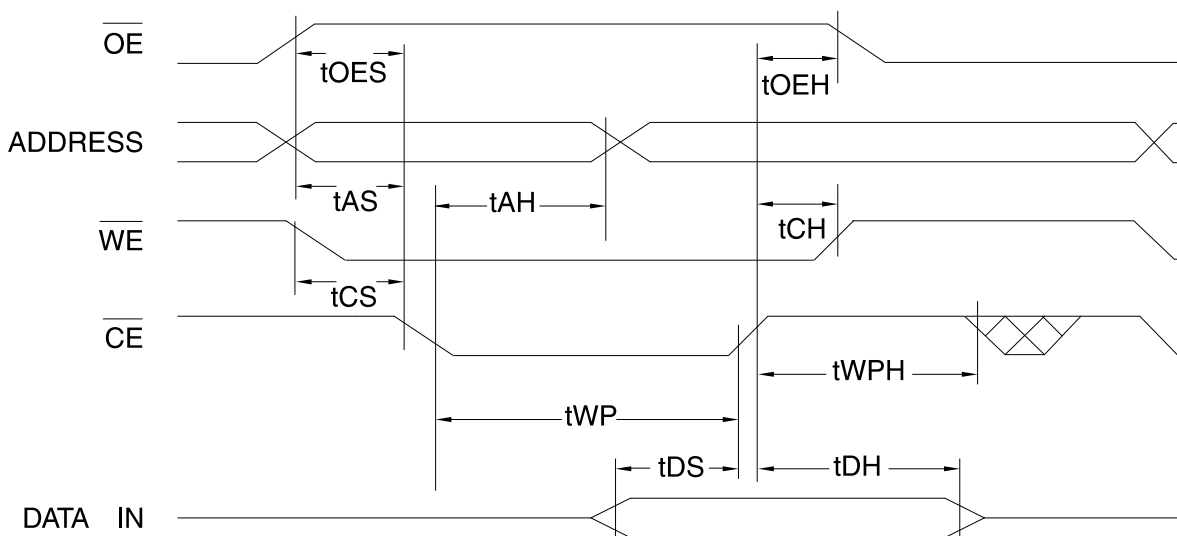 OE
tOES
tOEH
ADDRESS
tAS
tAH
tCH
WE
tCS
CE
tWPH
tWP
tDS
tDH
DATA IN